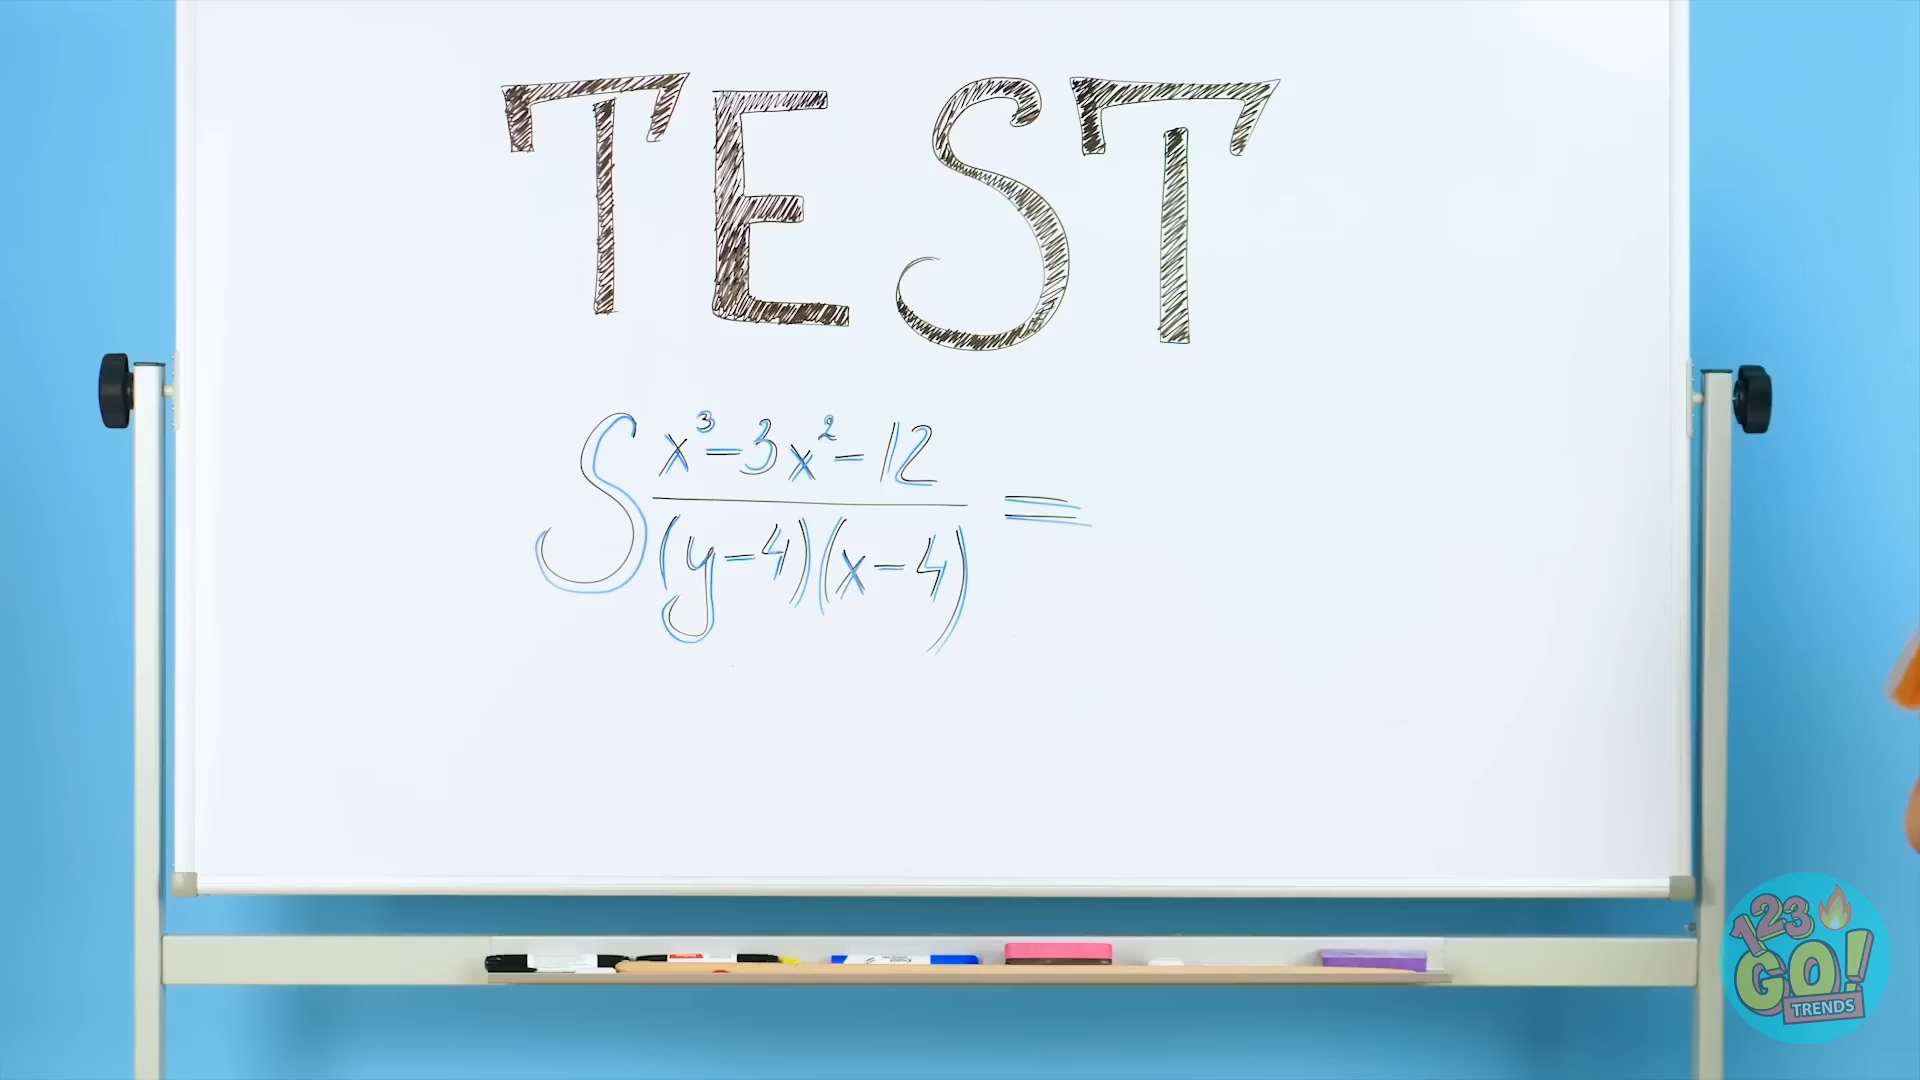 TEST
∫ x³-3x²-12
(y-4)(x-4) =
123
GO!
TRENDS